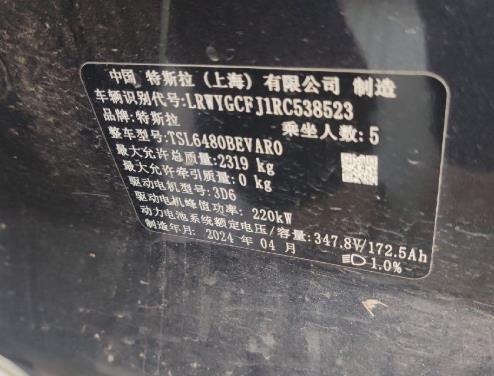 中国 特斯拉（上海）有限公司 制造
车辆识别代号:LRWYGCFJ1RC538523
品牌:特斯拉 乘坐人数:5
整车型号:TSL6480BEVAR0
最大允许总质量:2319 kg
最大允许牵引质量:0 kg
驱动电机型号:3D6
驱动电机峰值功率: 220kW
动力电池系统额定电压/容量:347.8V/172.5Ah
制造年月: 2024 年 04 月 1.0%